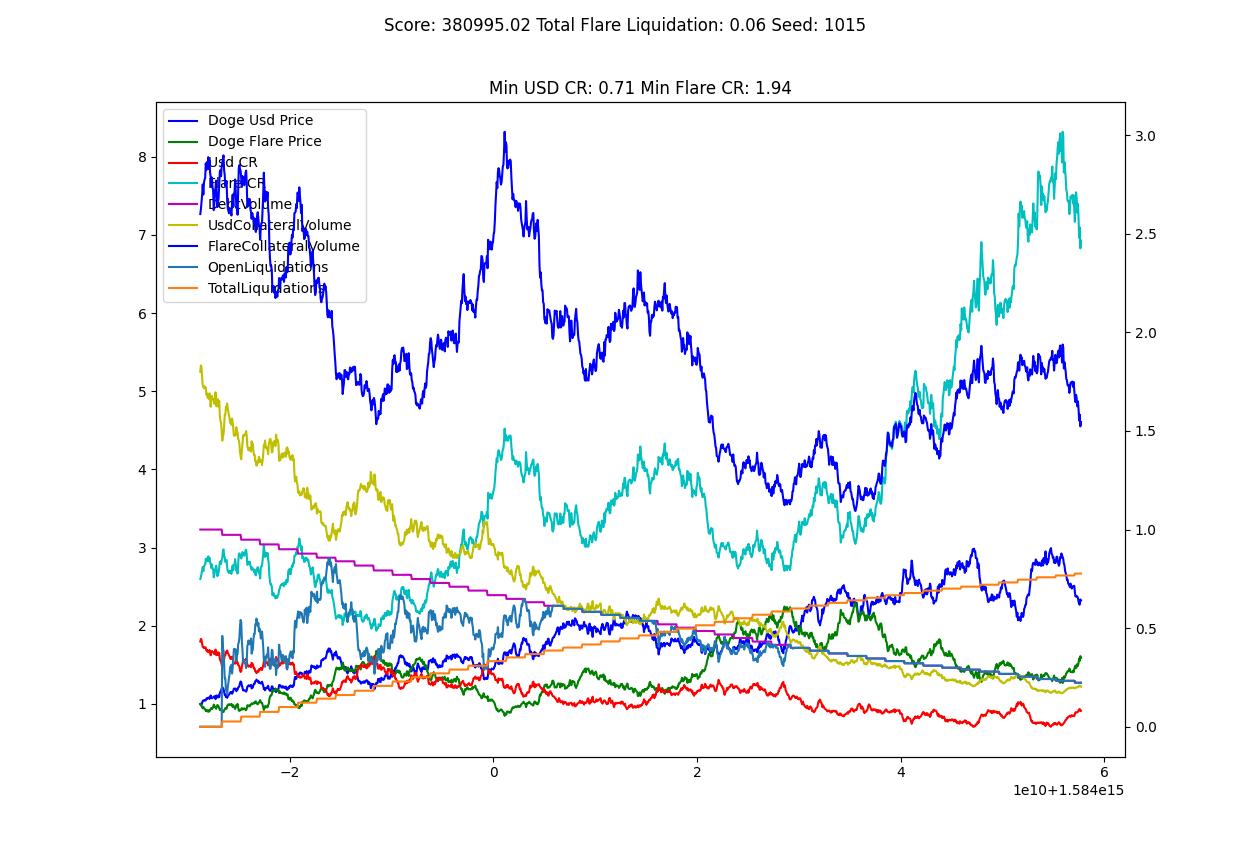 Score: 380995.02 Total Flare Liquidation: 0.06 Seed: 1015
Min USD CR: 0.71 Min Flare CR: 1.94
Doge Usd Price
Doge Flare Price
Usd CR
Flare CR
DebtVolume
UsdCollateralVolume
FlareCollateralVolume
OpenLiquidations
TotalLiquidations
8
7
6
5
4
3
2
1
3.0
2.5
2.0
1.5
1.0
0.5
0.0
−2
0
2
4
6
1e10+1.584e15